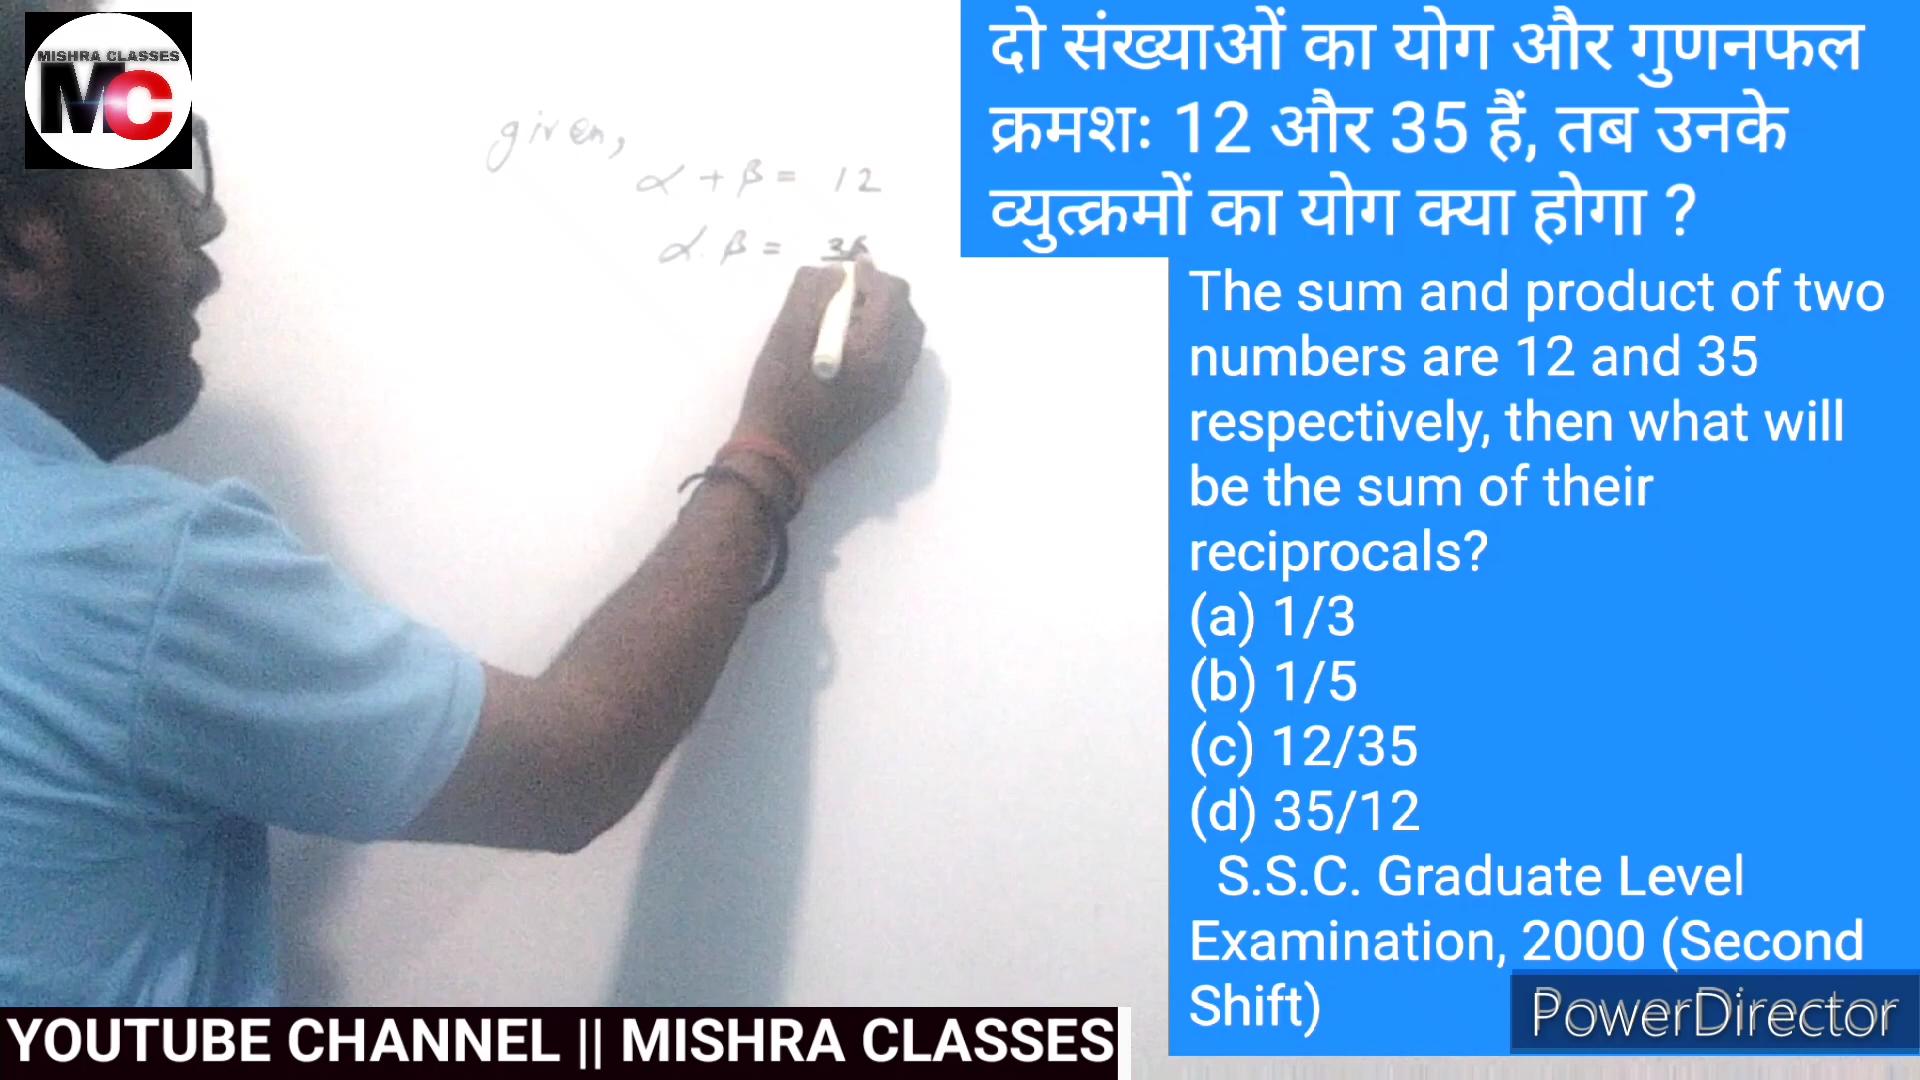 MISHRA CLASSES
MC
given,
α + β = 12
α . β = 35
दो संख्याओं का योग और गुणनफल
क्रमशः 12 और 35 हैं, तब उनके
व्युत्क्रमों का योग क्या होगा ?
The sum and product of two
numbers are 12 and 35
respectively, then what will
be the sum of their
reciprocals?
(a) 1/3
(b) 1/5
(c) 12/35
(d) 35/12
S.S.C. Graduate Level
Examination, 2000 (Second
Shift)
PowerDirector
YOUTUBE CHANNEL || MISHRA CLASSES